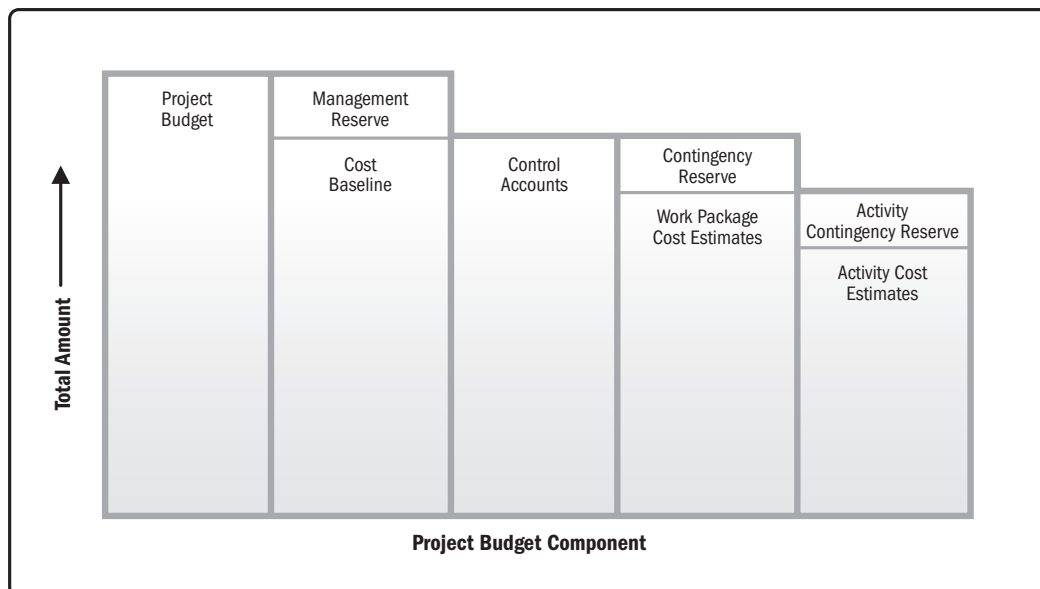 Project
Budget
Management
Reserve
Cost
Baseline
Control
Accounts
Contingency
Reserve
Work Package
Cost Estimates
Activity
Contingency Reserve
Activity Cost
Estimates
Total Amount
Project Budget Component